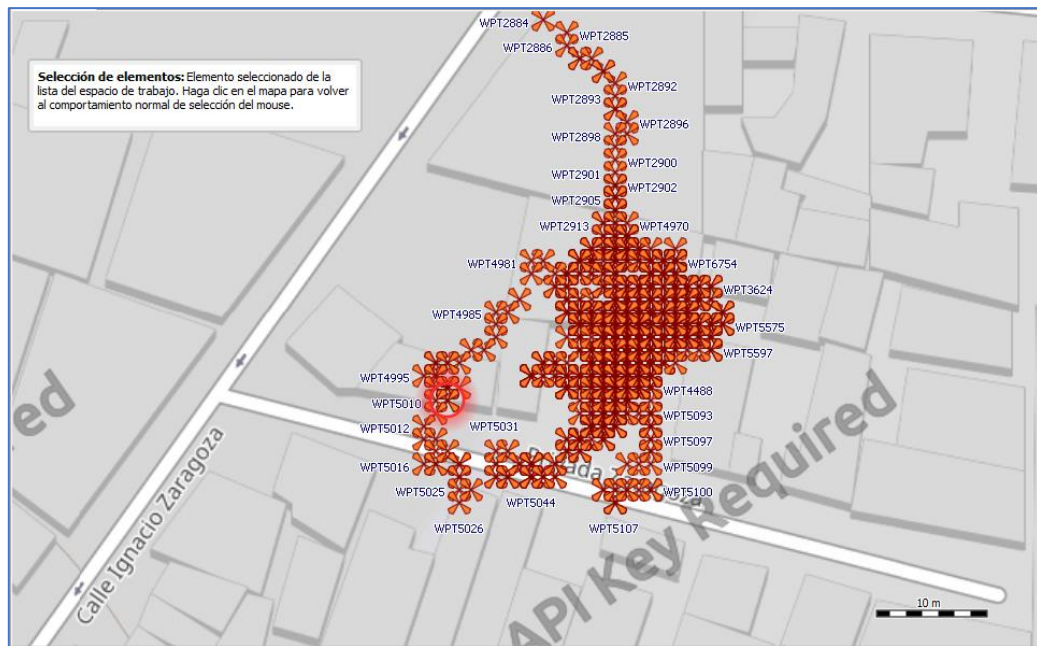 WPT2884
WPT2885
WPT2886
Selección de elementos: Elemento seleccionado de la
lista del espacio de trabajo. Haga clic en el mapa para volver
al comportamiento normal de selección del mouse.
WPT2892
WPT2893
WPT2896
WPT2898
WPT2900
WPT2901
WPT2902
WPT2905
WPT2913
WPT4970
WPT4981
WPT6754
WPT3624
WPT4985
WPT5575
WPT5597
WPT4995
WPT4488
WPT5010
WPT5093
WPT5012
WPT5031
WPT5097
WPT5016
WPT5099
WPT5025
WPT5044
WPT5100
WPT5026
WPT5107
Calle Ignacio Zaragoza
ed
API Key Required
10 m